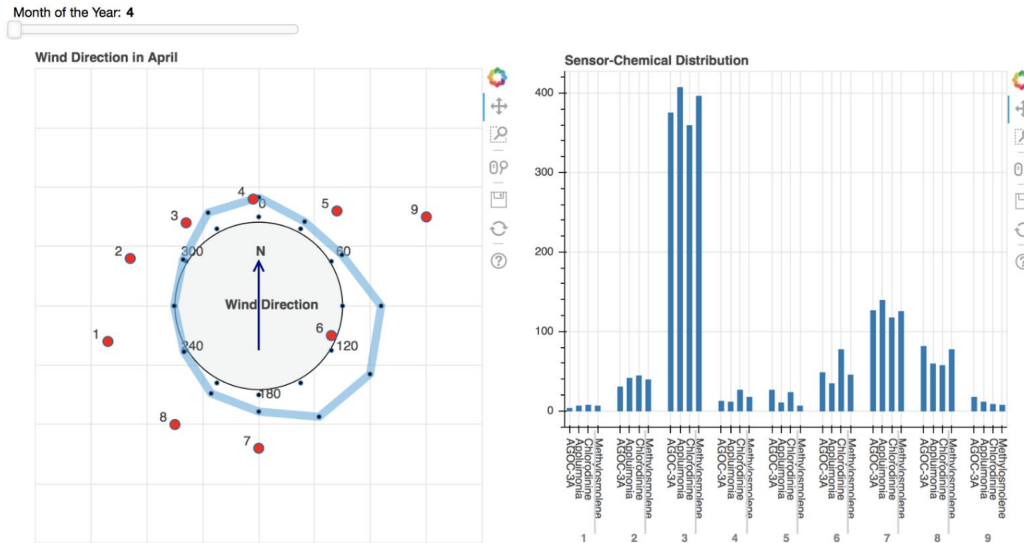 Month of the Year: 4
Wind Direction in April
4
0
5
9
3
2
300
N
60
Wind Direction
6
1
240
120
180
8
7
Sensor-Chemical Distribution
400
300
200
100
0
AGOC-3A Appluimonia Chlorodinine Methylosmolene
AGOC-3A Appluimonia Chlorodinine Methylosmolene
AGOC-3A Appluimonia Chlorodinine Methylosmolene
AGOC-3A Appluimonia Chlorodinine Methylosmolene
AGOC-3A Appluimonia Chlorodinine Methylosmolene
AGOC-3A Appluimonia Chlorodinine Methylosmolene
AGOC-3A Appluimonia Chlorodinine Methylosmolene
AGOC-3A Appluimonia Chlorodinine Methylosmolene
AGOC-3A Appluimonia Chlorodinine Methylosmolene
1 2 3 4 5 6 7 8 9